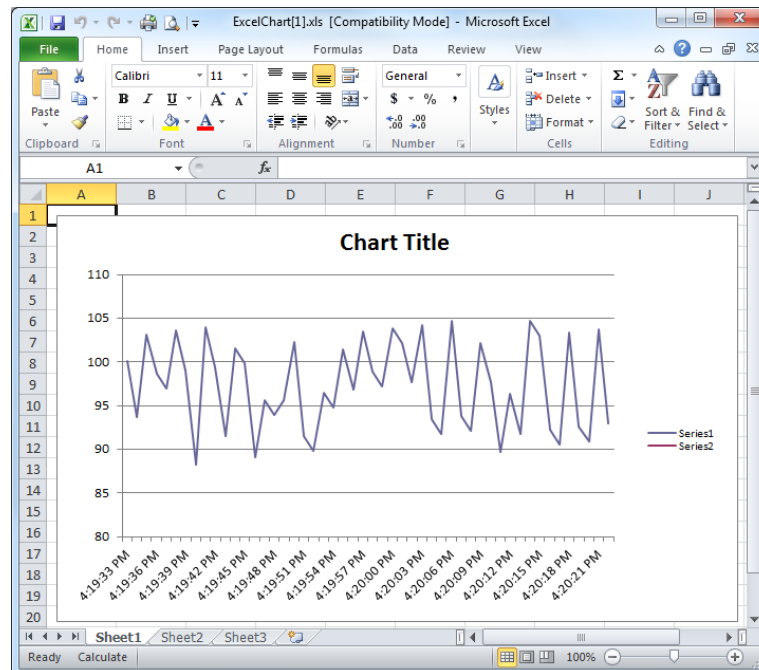 ExcelChart[1].xls [Compatibility Mode] - Microsoft Excel
File Home Insert Page Layout Formulas Data Review View
Calibri 11 General Insert Σ
Paste B I U A A $ % , Styles Delete Sort & Find &
A .00 .0 .00 Format Filter Select
Clipboard Font Alignment Number Cells Editing
A1 fx
A B C D E F G H I J
1
2 Chart Title
3
4 110
5
6 105
7
8 100
9
10 95
11 Series1
12 90 Series2
13
14 85
15
16 80
17 4:19:33 PM 4:19:36 PM 4:19:39 PM 4:19:42 PM 4:19:45 PM 4:19:48 PM 4:19:51 PM 4:19:54 PM 4:19:57 PM 4:20:00 PM 4:20:03 PM 4:20:06 PM 4:20:09 PM 4:20:12 PM 4:20:15 PM 4:20:18 PM 4:20:21 PM
18
19
20
Sheet1 Sheet2 Sheet3
Ready Calculate 100%